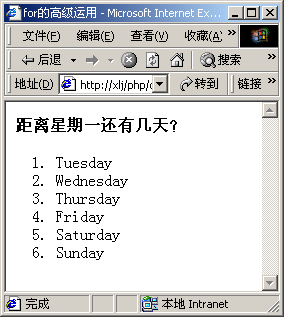 for的高级运用 - Microsoft Internet Ex...
文件(F) 编辑(E) 查看(V) 收藏(A) »
后退 » 搜索 »
地址(D) http://xlj/php/ 转到 链接 »
距离星期一还有几天?
1. Tuesday
2. Wednesday
3. Thursday
4. Friday
5. Saturday
6. Sunday
完成 本地 Intranet